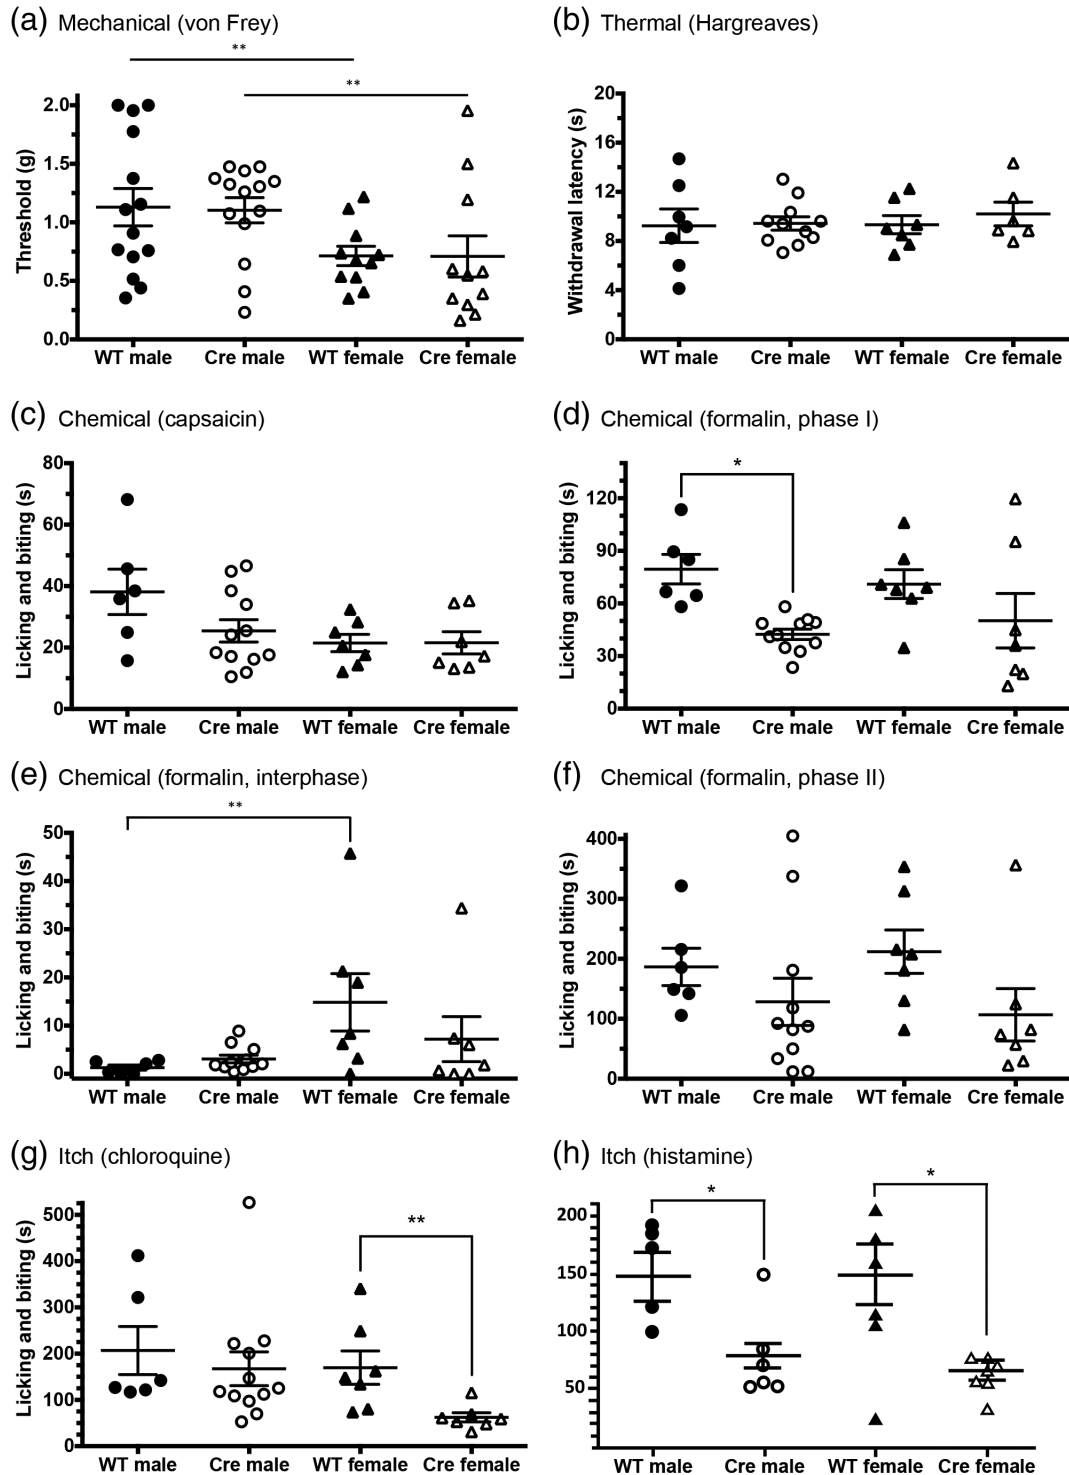 (a) Mechanical (von Frey)
**
**
Threshold (g)
2.0
1.5
1.0
0.5
0.0
WT male Cre male WT female Cre female
(b) Thermal (Hargreaves)
Withdrawal latency (s)
20
16
12
8
4
0
WT male Cre male WT female Cre female
(c) Chemical (capsaicin)
Licking and biting (s)
80
60
40
20
0
WT male Cre male WT female Cre female
(d) Chemical (formalin, phase I)
*
Licking and biting (s)
120
90
60
30
0
WT male Cre male WT female Cre female
(e) Chemical (formalin, interphase)
**
Licking and biting (s)
50
40
30
20
10
0
WT male Cre male WT female Cre female
(f) Chemical (formalin, phase II)
Licking and biting (s)
400
300
200
100
0
WT male Cre male WT female Cre female
(g) Itch (chloroquine)
**
Licking and biting (s)
500
400
300
200
100
0
WT male Cre male WT female Cre female
(h) Itch (histamine)
*
*
200
150
100
50
WT male Cre male WT female Cre female